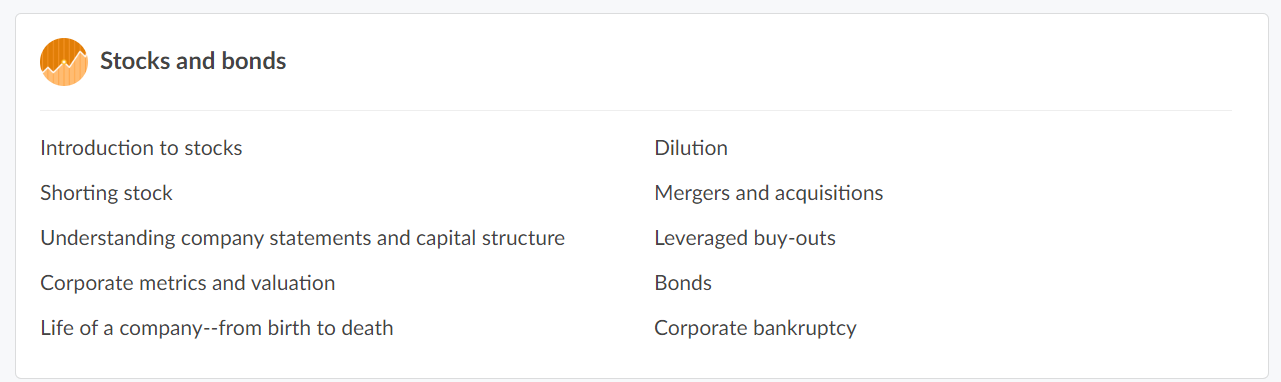 Stocks and bonds
Introduction to stocks
Shorting stock
Understanding company statements and capital structure
Corporate metrics and valuation
Life of a company--from birth to death
Dilution
Mergers and acquisitions
Leveraged buy-outs
Bonds
Corporate bankruptcy